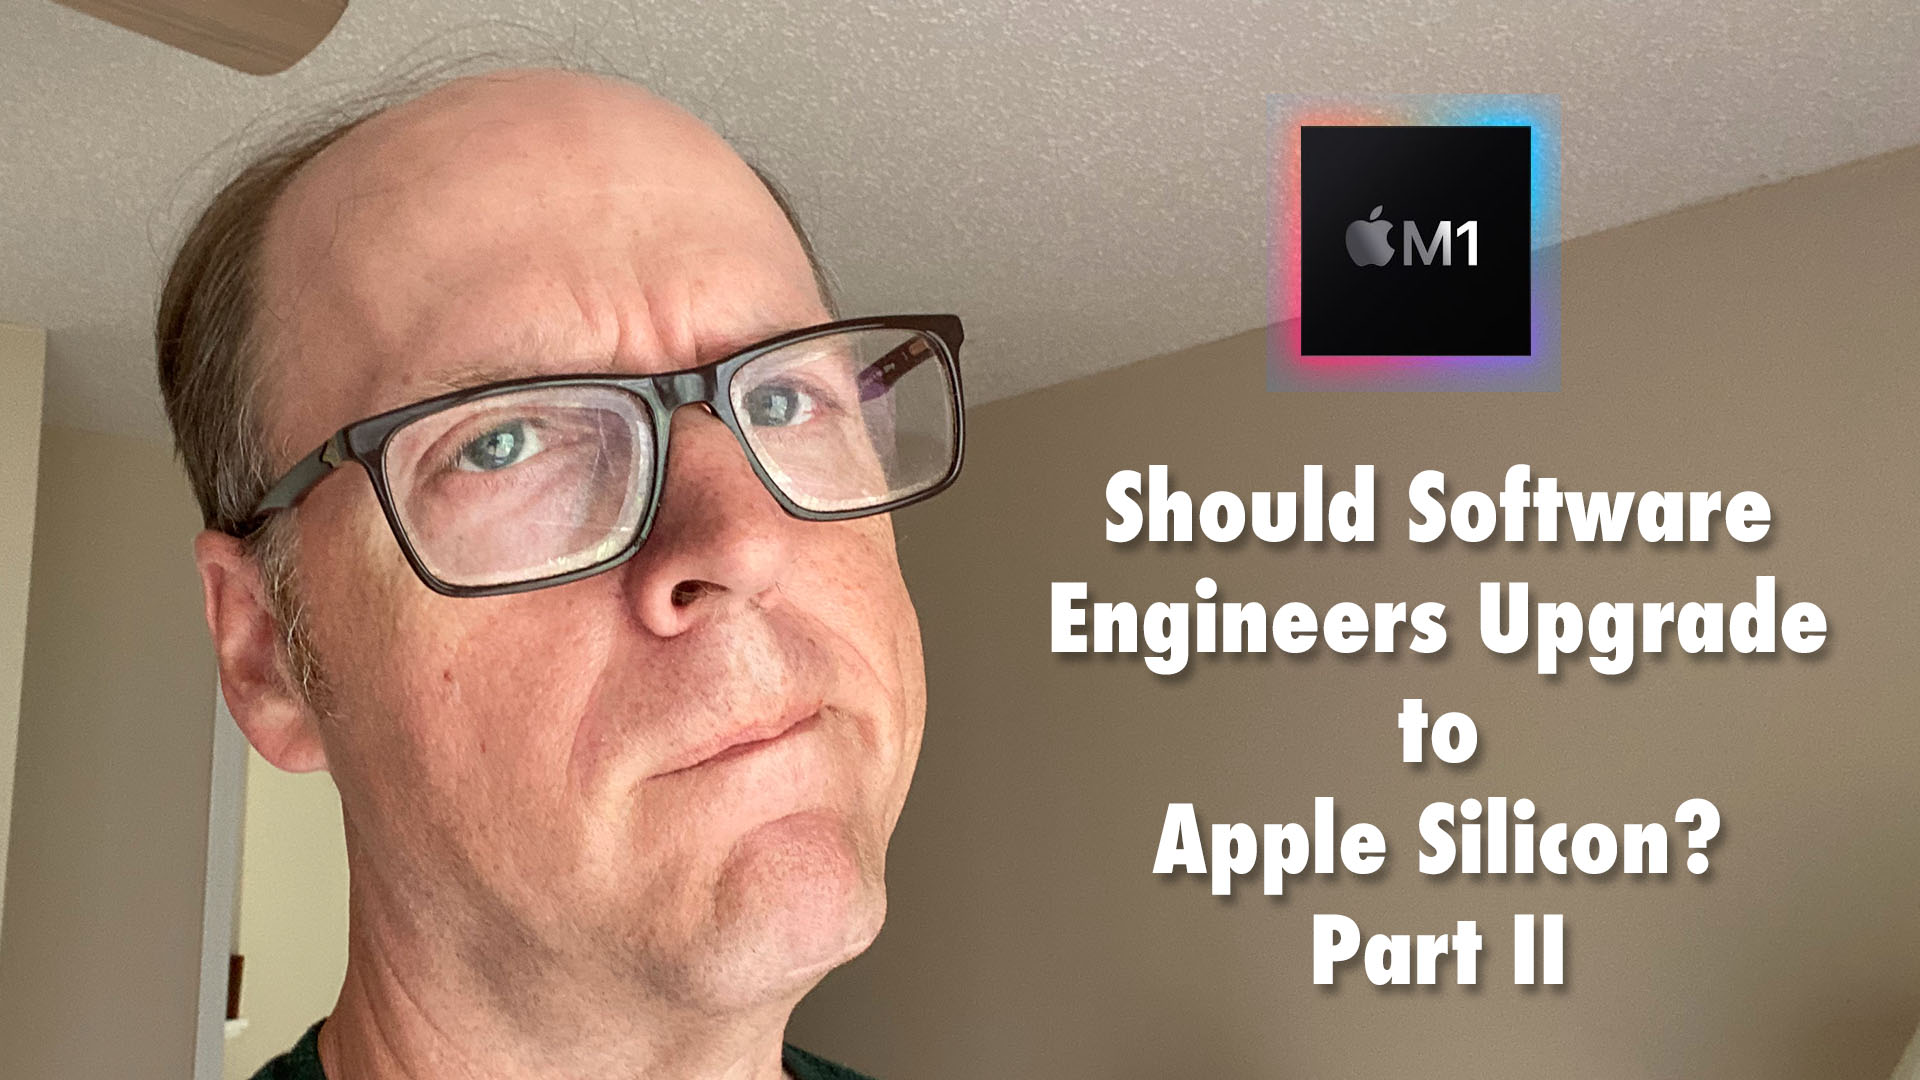 M1
Should Software
Engineers Upgrade
to
Apple Silicon?
Part II